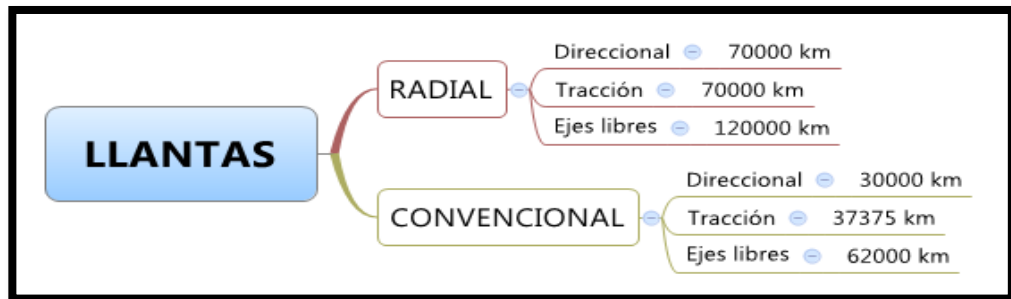 LLANTAS
RADIAL
Direccional 70000 km
Tracción 70000 km
Ejes libres 120000 km
CONVENCIONAL
Direccional 30000 km
Tracción 37375 km
Ejes libres 62000 km